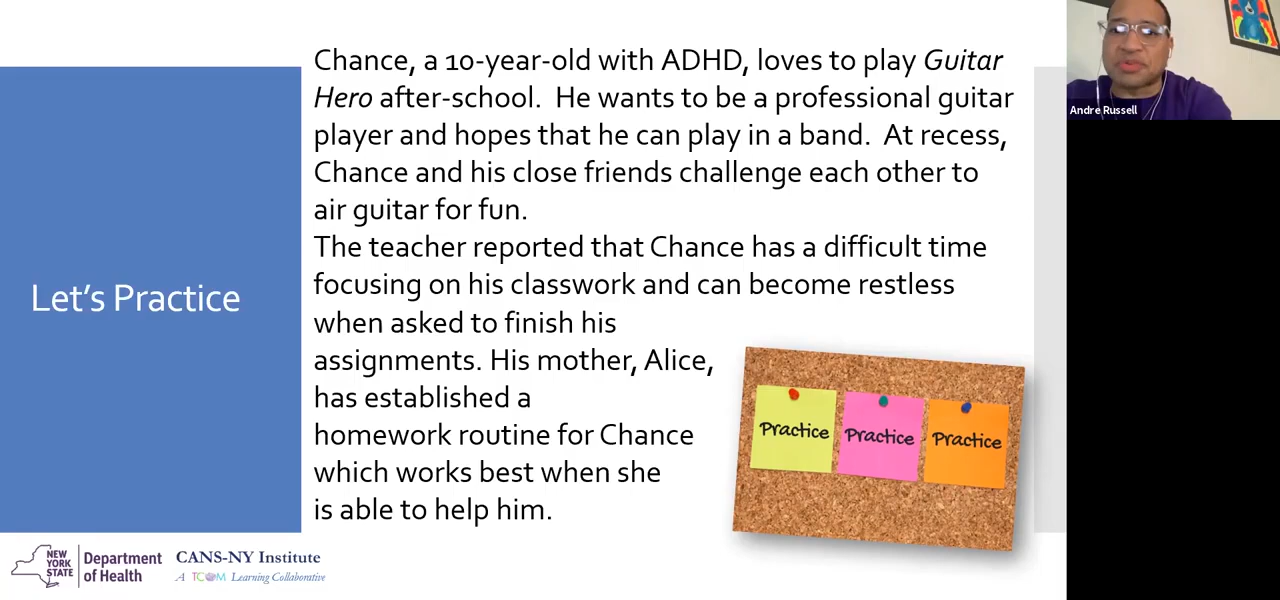 Chance, a 10-year-old with ADHD, loves to play Guitar
Hero after-school.  He wants to be a professional guitar
player and hopes that he can play in a band.  At recess,
Chance and his close friends challenge each other to
air guitar for fun.
The teacher reported that Chance has a difficult time
focusing on his classwork and can become restless
when asked to finish his
assignments. His mother, Alice,
has established a
homework routine for Chance
which works best when she
is able to help him.
Let's Practice
Practice
Practice
Practice
NEW
YORK
STATE
Department
of Health
CANS-NY Institute
A TCOM Learning Collaborative
Andre Russell